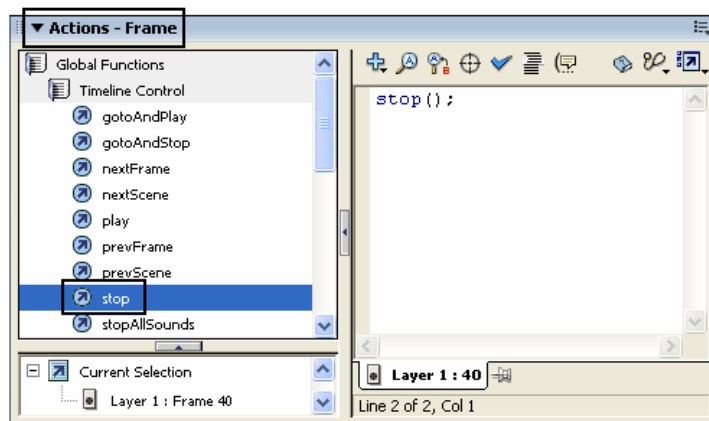 Actions - Frame
Global Functions
Timeline Control
gotoAndPlay
gotoAndStop
nextFrame
nextScene
play
prevFrame
prevScene
stop
stopAllSounds
Current Selection
Layer 1 : Frame 40
stop();
Layer 1 : 40
Line 2 of 2, Col 1